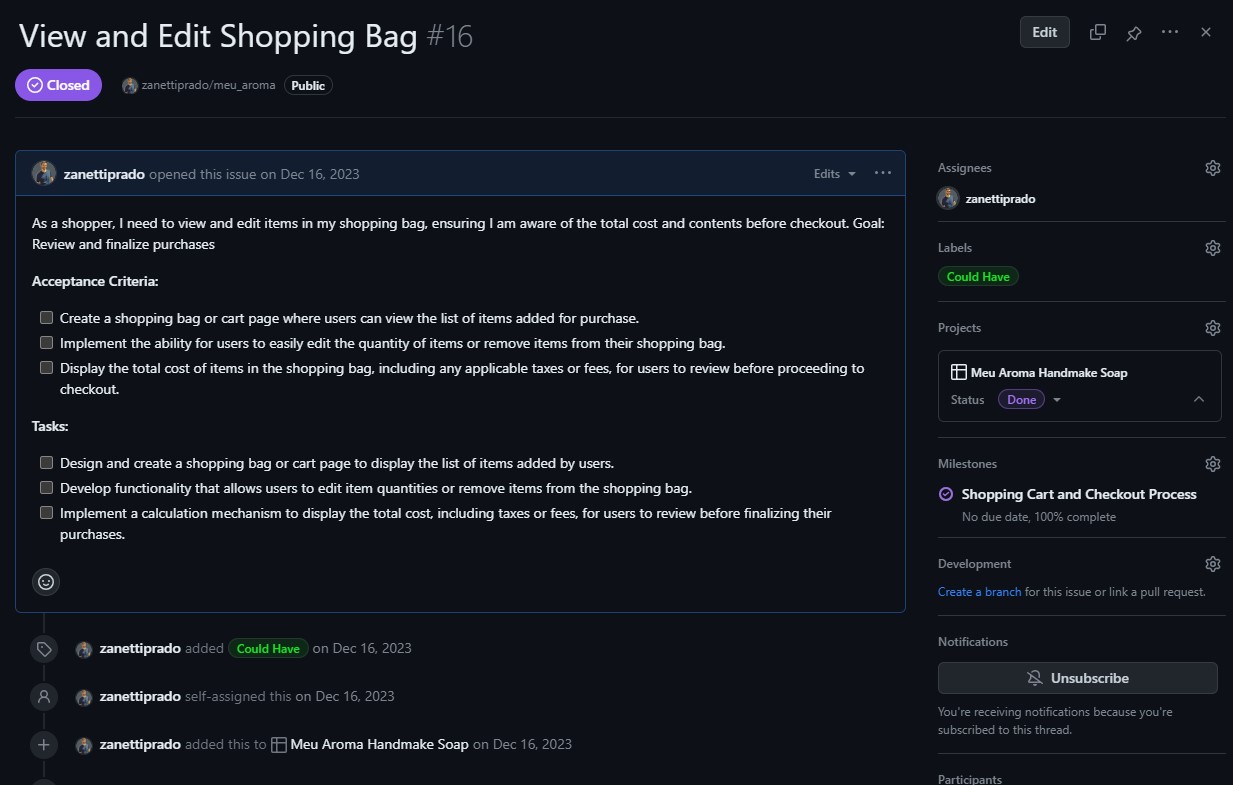 View and Edit Shopping Bag #16
Edit
Closed
zanettiprado/meu_aroma
Public
zanettiprado opened this issue on Dec 16, 2023
Edits
As a shopper, I need to view and edit items in my shopping bag, ensuring I am aware of the total cost and contents before checkout. Goal:
Review and finalize purchases
Acceptance Criteria:
Create a shopping bag or cart page where users can view the list of items added for purchase.
Implement the ability for users to easily edit the quantity of items or remove items from their shopping bag.
Display the total cost of items in the shopping bag, including any applicable taxes or fees, for users to review before proceeding to
checkout.
Tasks:
Design and create a shopping bag or cart page to display the list of items added by users.
Develop functionality that allows users to edit item quantities or remove items from the shopping bag.
Implement a calculation mechanism to display the total cost, including taxes or fees, for users to review before finalizing their
purchases.
zanettiprado added Could Have on Dec 16, 2023
zanettiprado self-assigned this on Dec 16, 2023
zanettiprado added this to Meu Aroma Handmake Soap on Dec 16, 2023
Assignees
zanettiprado
Labels
Could Have
Projects
Meu Aroma Handmake Soap
Status Done
Milestones
Shopping Cart and Checkout Process
No due date, 100% complete
Development
Create a branch for this issue or link a pull request.
Notifications
Unsubscribe
You're receiving notifications because you're
subscribed to this thread.
Participants